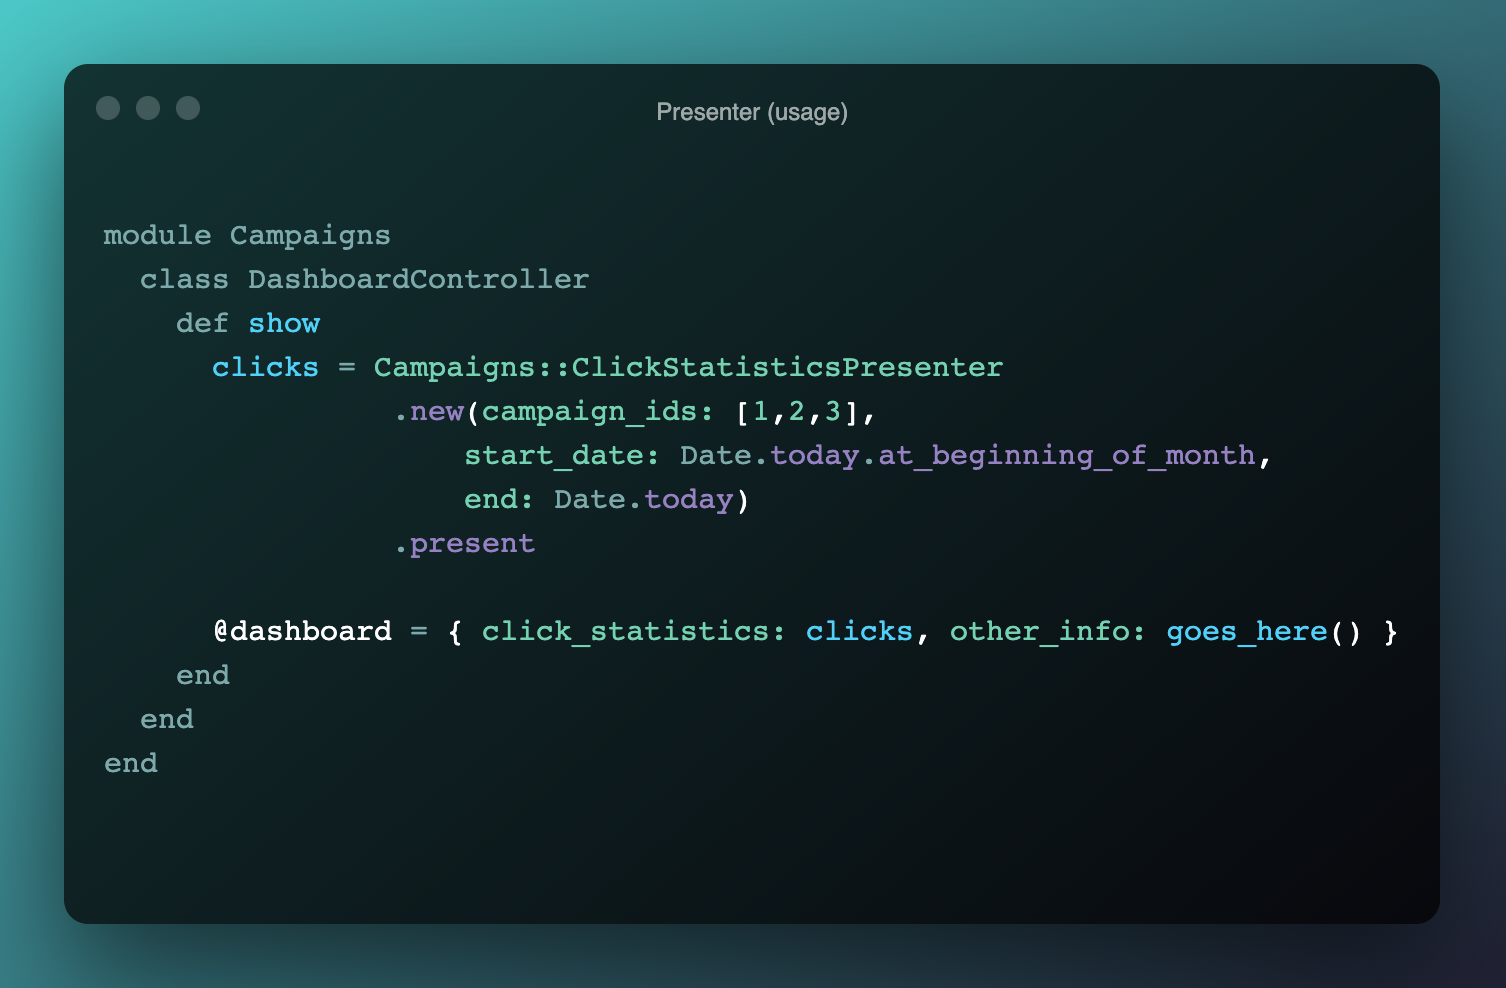 Presenter (usage)
module Campaigns
  class DashboardController
    def show
      clicks = Campaigns::ClickStatisticsPresenter
                .new(campaign_ids: [1,2,3],
                    start_date: Date.today.at_beginning_of_month,
                    end: Date.today)
                .present

      @dashboard = { click_statistics: clicks, other_info: goes_here() }
    end
  end
end